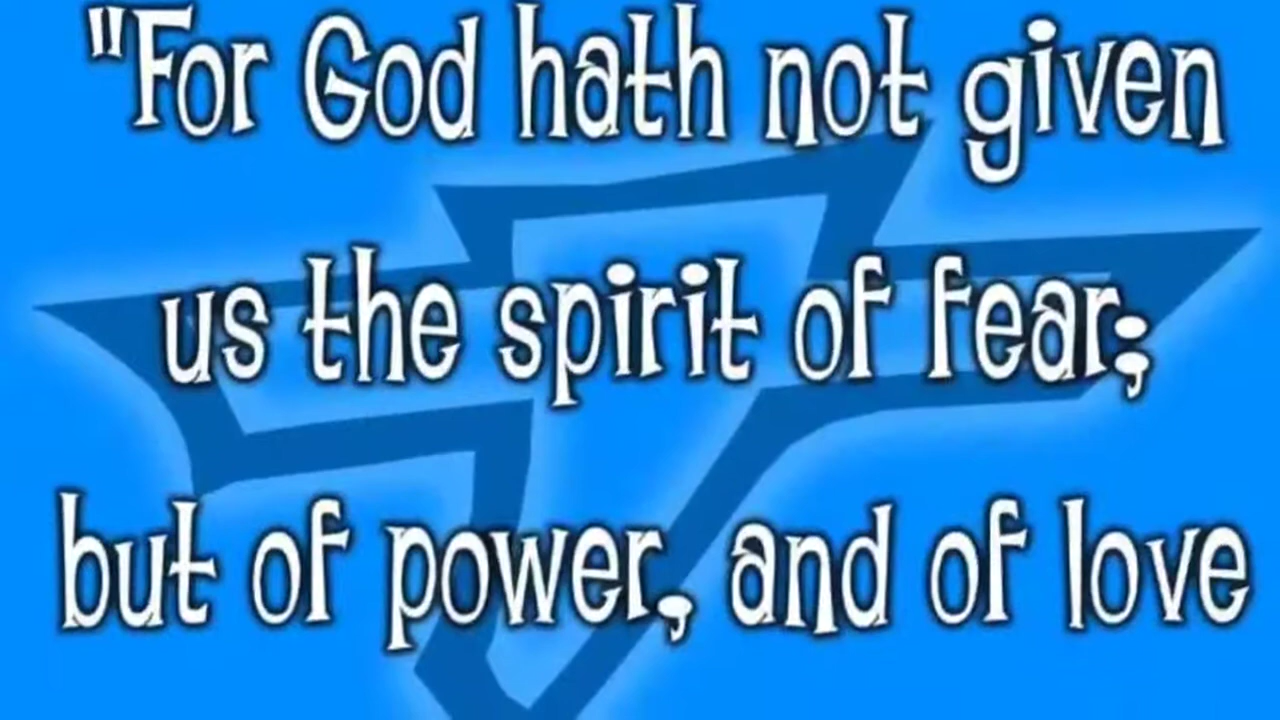 "For God hath not given
us the spirit of fear;
but of power, and of love